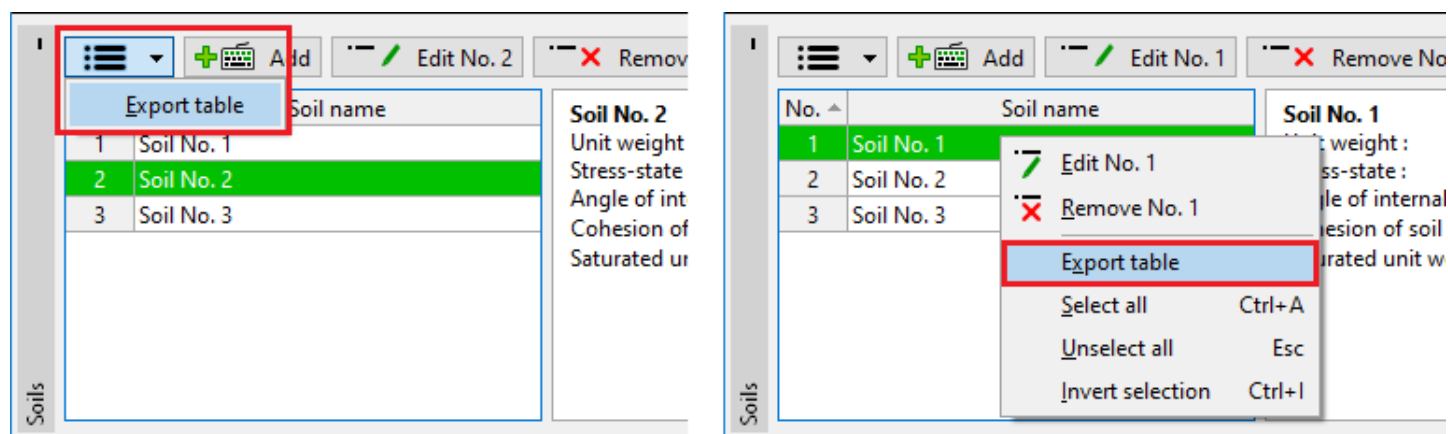 Add Edit No. 2 Remov
Export table Soil name
1 Soil No. 1
2 Soil No. 2
3 Soil No. 3
Soil No. 2
Unit weight
Stress-state
Angle of int
Cohesion of
Saturated un
Soils
Add Edit No. 1 Remove No
No. Soil name
1 Soil No. 1
2 Soil No. 2
3 Soil No. 3
Edit No. 1
Remove No. 1
Export table
Select all Ctrl+A
Unselect all Esc
Invert selection Ctrl+I
Soil No. 1
weight :
ss-state :
gle of internal
esion of soil
urated unit w
Soils